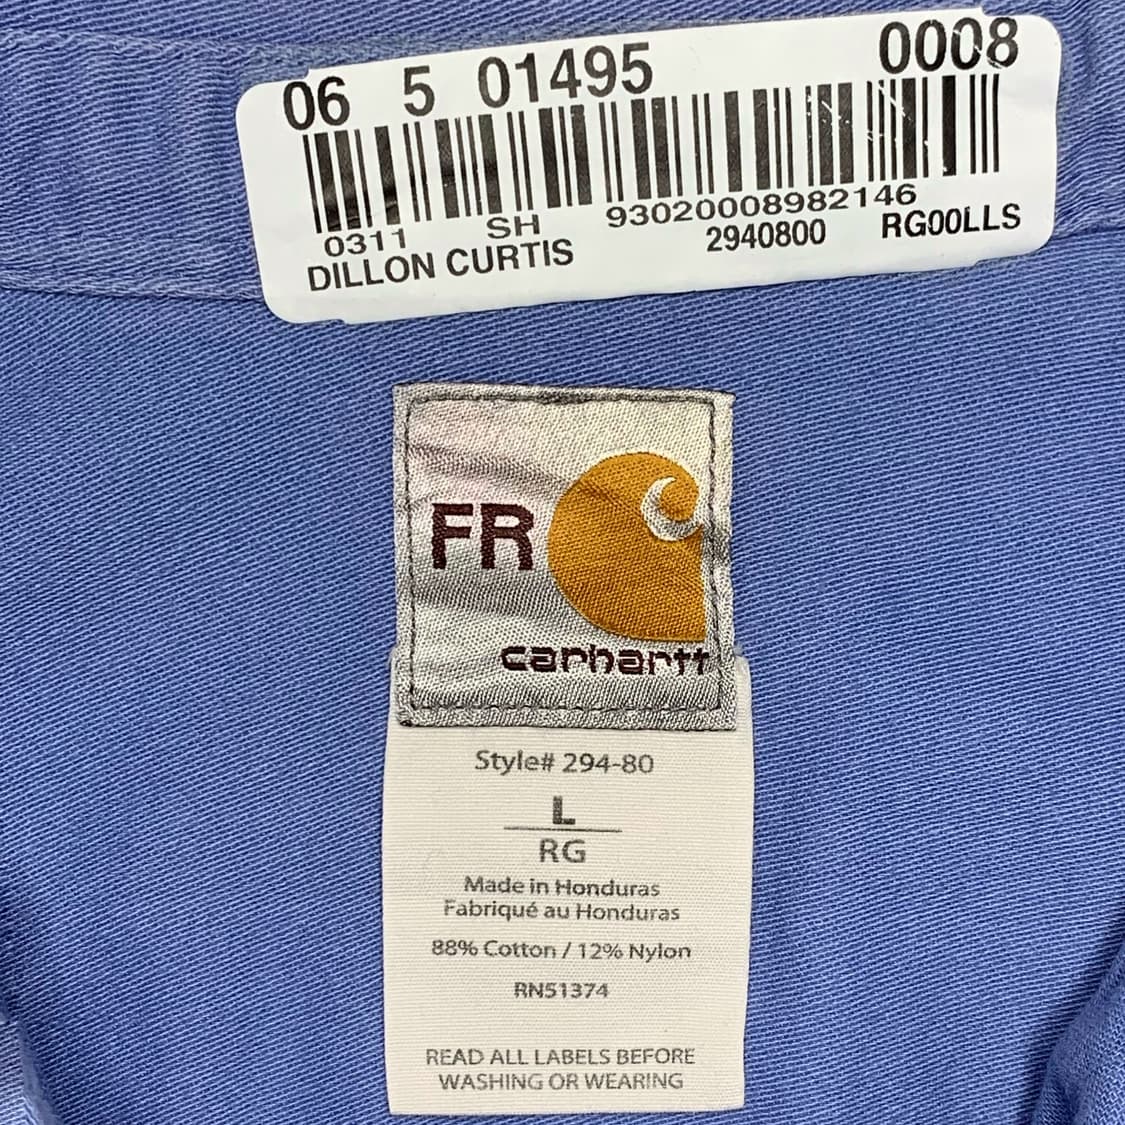 06 5 01495 0008
0311 SH 93020008982146
DILLON CURTIS 2940800 RG00LLS
FR
carhartt
Style# 294-80
L
RG
Made in Honduras
Fabriqué au Honduras
88% Cotton / 12% Nylon
RN51374
READ ALL LABELS BEFORE
WASHING OR WEARING